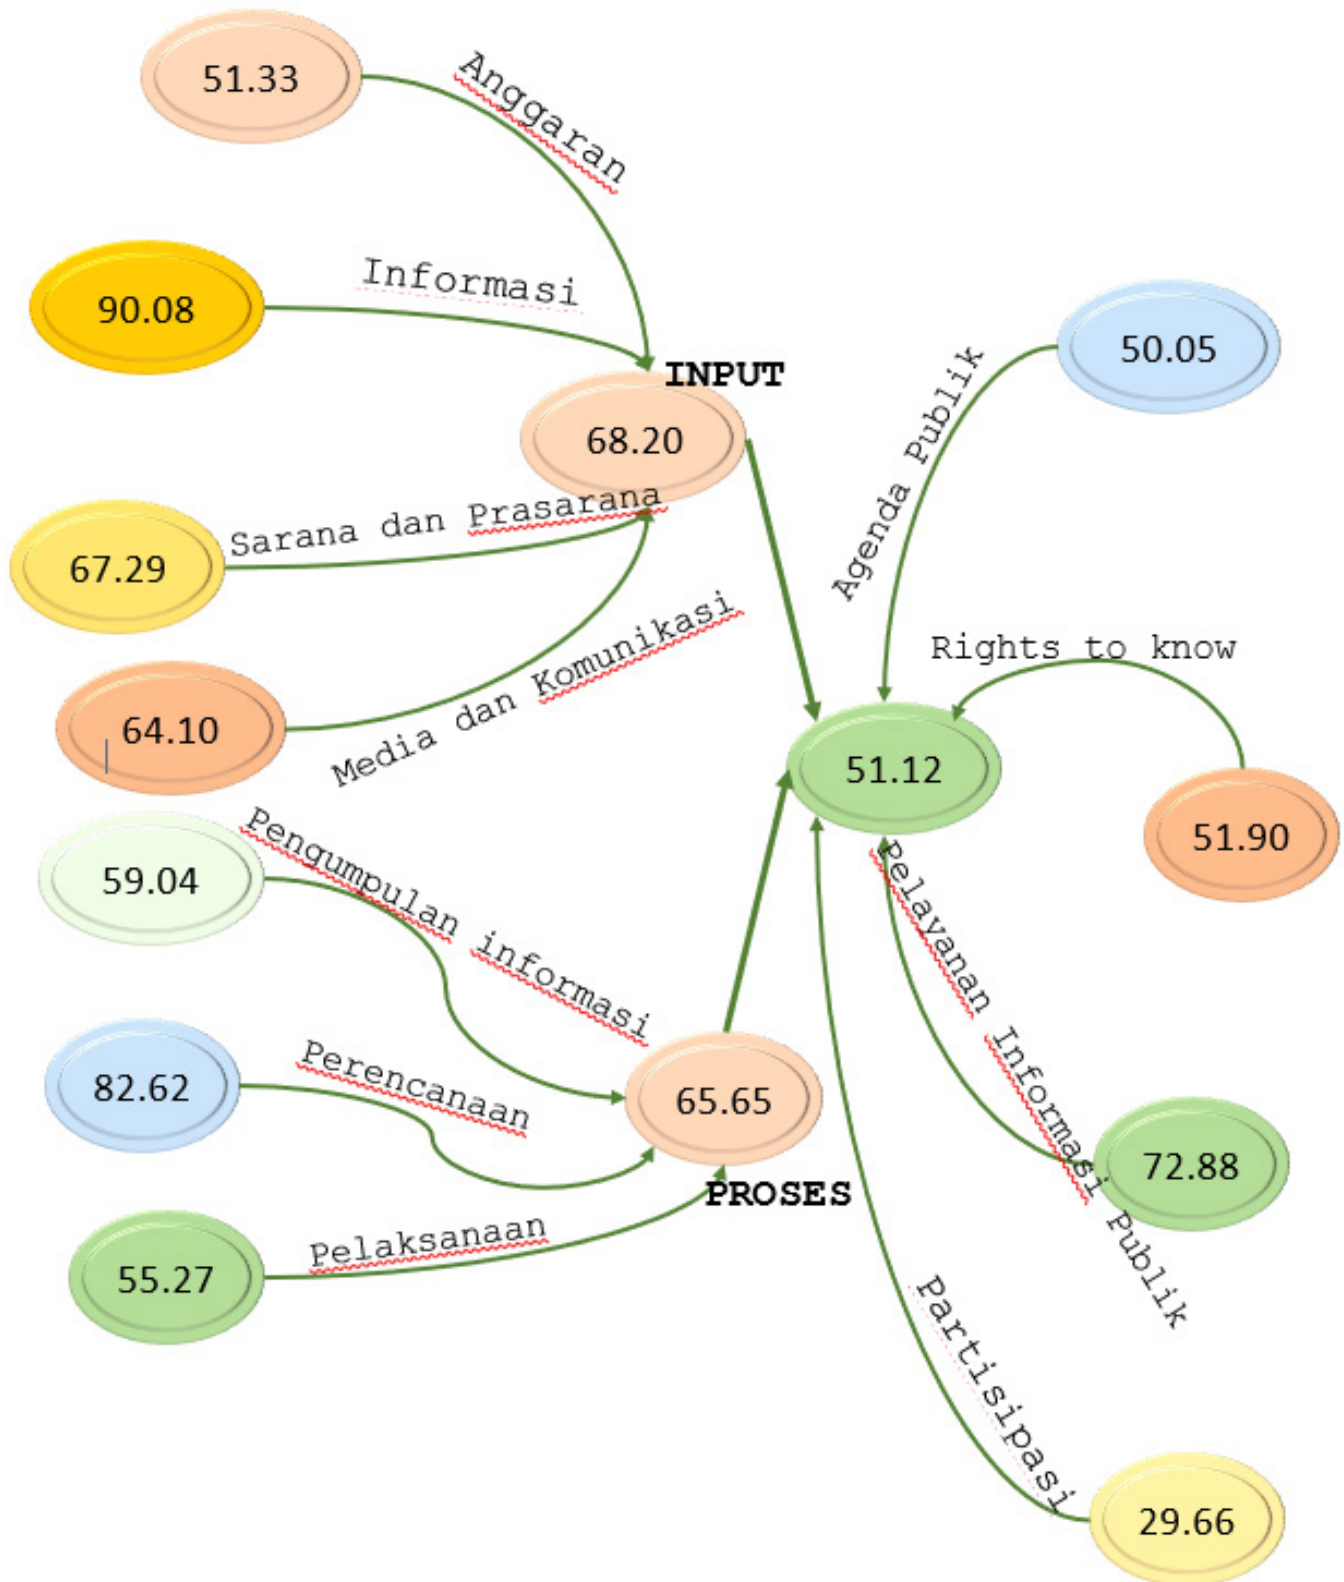 51.33
Anggaran
90.08
Informasi
INPUT
68.20
67.29
Sarana dan Prasarana
64.10
Media dan Komunikasi
50.05
Agenda Publik
Rights to know
51.12
51.90
59.04
Pengumpulan informasi
82.62
Perencanaan
65.65
PROSES
55.27
Pelaksanaan
Pelayanan Informasi Publik
72.88
Partisipasi
29.66